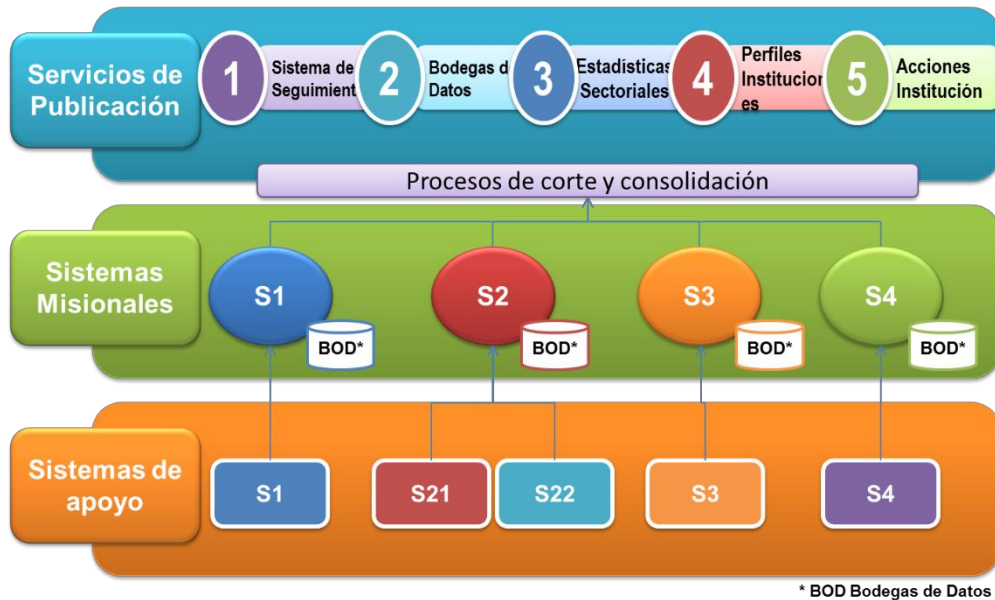 Servicios de
Publicación
1
Sistema de
Seguimient
2
Bodegas d
Datos
3
Estadísticas
Sectoriales
4
Perfiles
Institucion
es
5
Acciones
Institución
Procesos de corte y consolidación
Sistemas
Misionales
S1
BOD*
S2
BOD*
S3
BOD*
S4
BOD*
Sistemas de
apoyo
S1
S21
S22
S3
S4
* BOD Bodegas de Datos